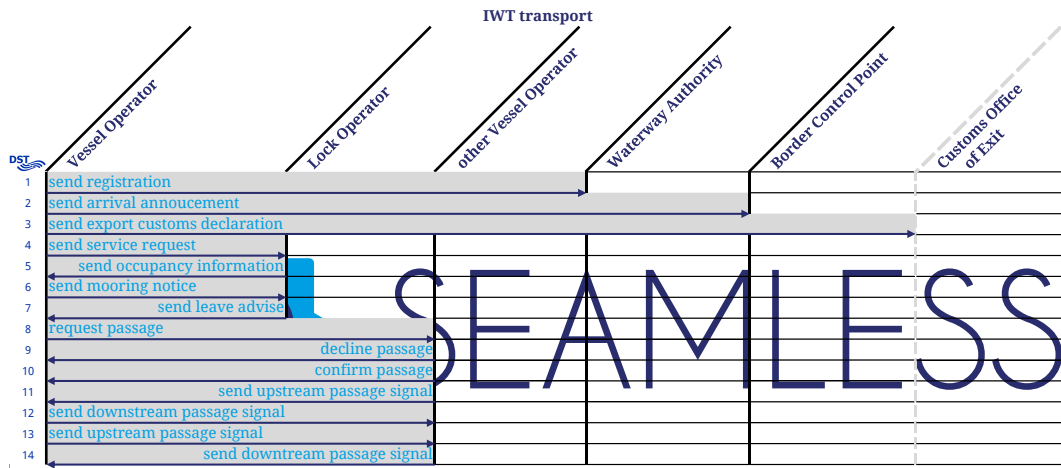 IWT transport
Vessel Operator
Lock Operator
other Vessel Operator
Waterway Authority
Border Control Point
Customs Office
of Exit
DST
1 send registration
2 send arrival annoucement
3 send export customs declaration
4 send service request
5 send occupancy information
6 send mooring notice
7 send leave advise
8 request passage
9 decline passage
10 confirm passage
11 send upstream passage signal
12 send downstream passage signal
13 send upstream passage signal
14 send downstream passage signal
SEAMLESS